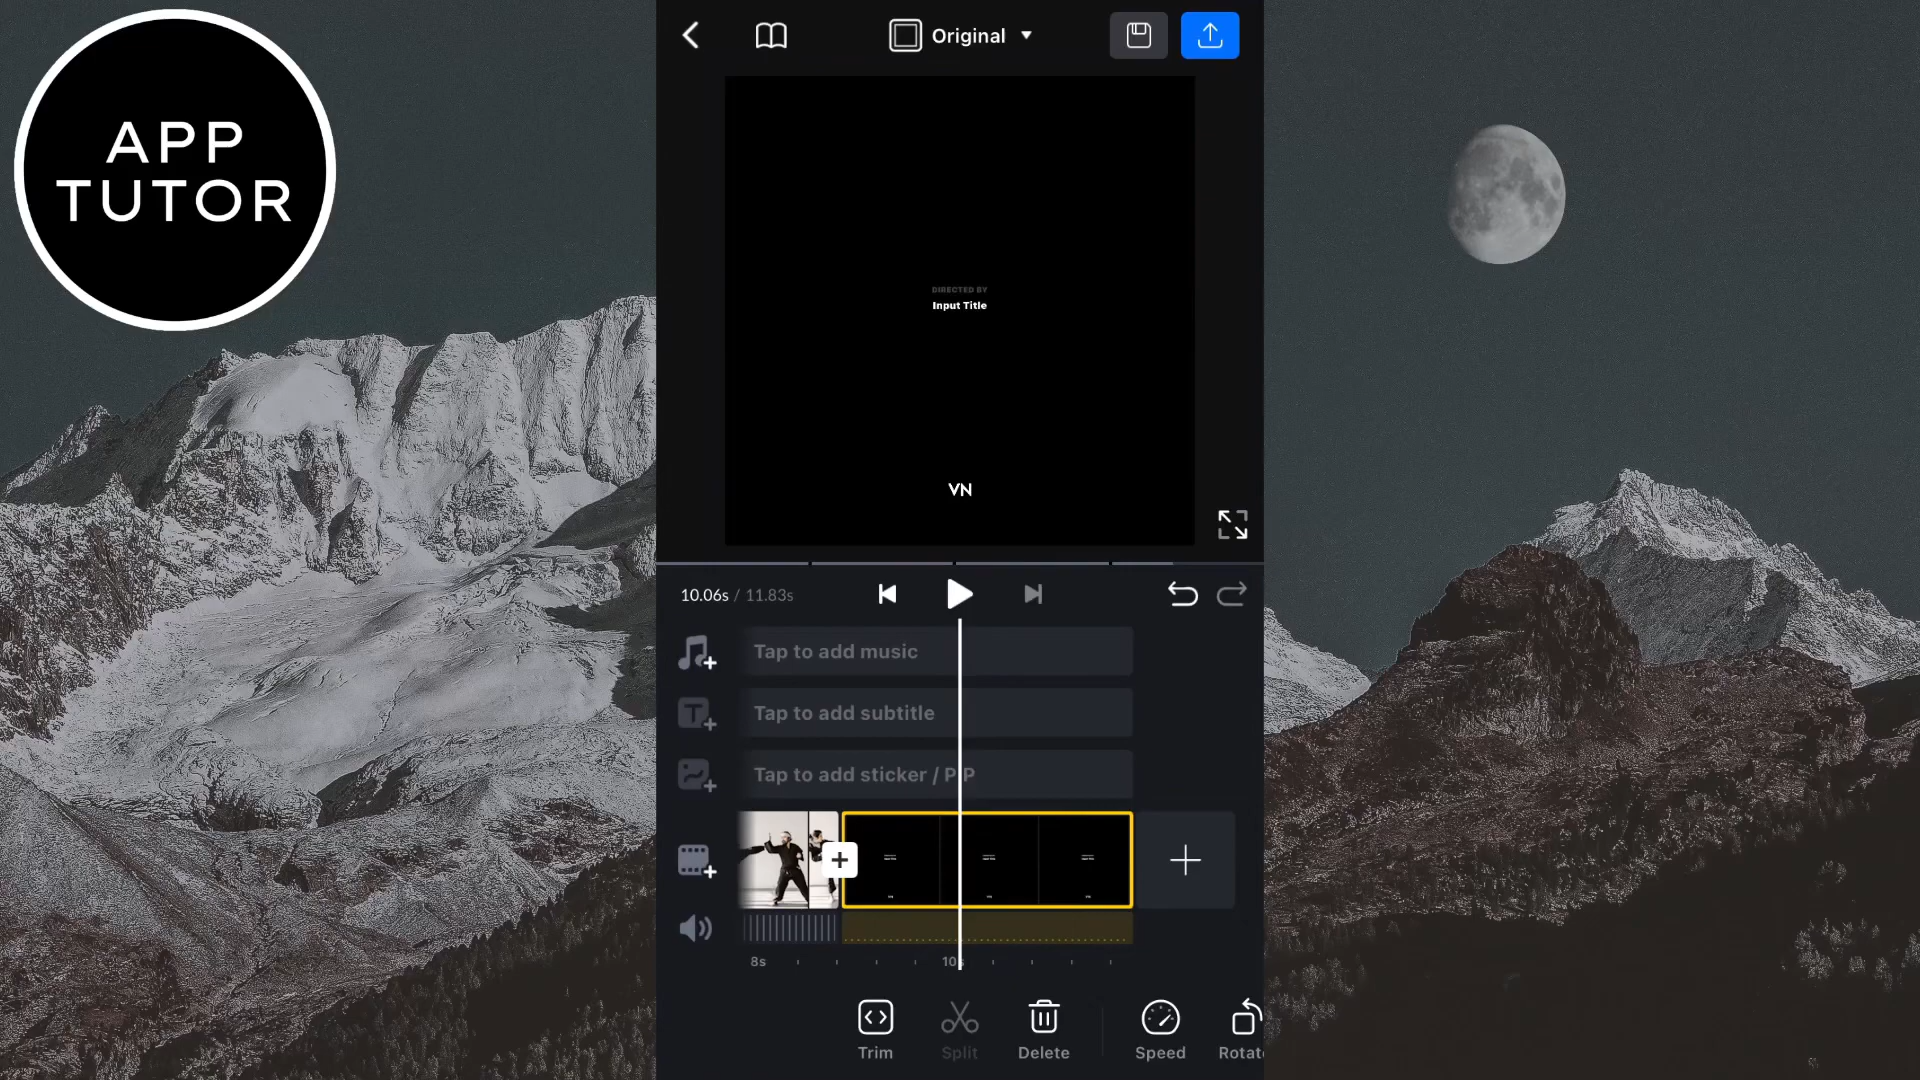 APP
TUTOR
Original
DIRECTED BY
Input Title
VN
10.06s / 11.83s
Tap to add music
Tap to add subtitle
Tap to add sticker / PIP
8s
10s
Trim
Split
Delete
Speed
Rotate